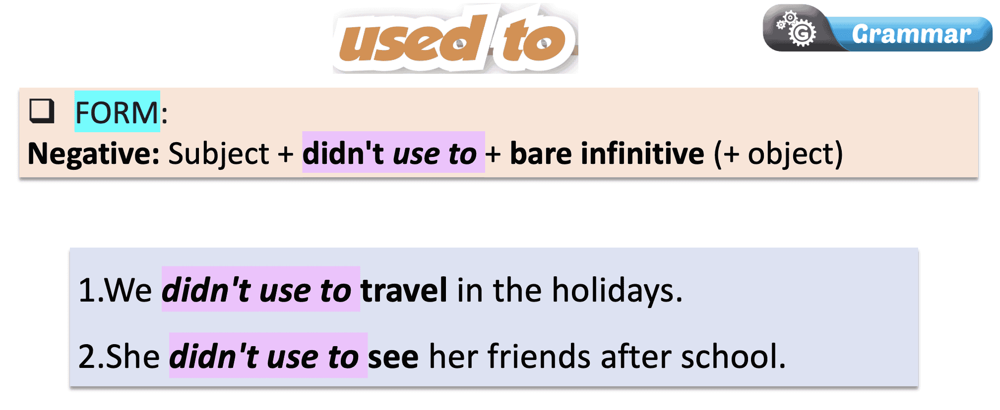 used to
Grammar
❑ FORM:
Negative: Subject + didn't use to + bare infinitive (+ object)
1.We didn't use to travel in the holidays.
2.She didn't use to see her friends after school.